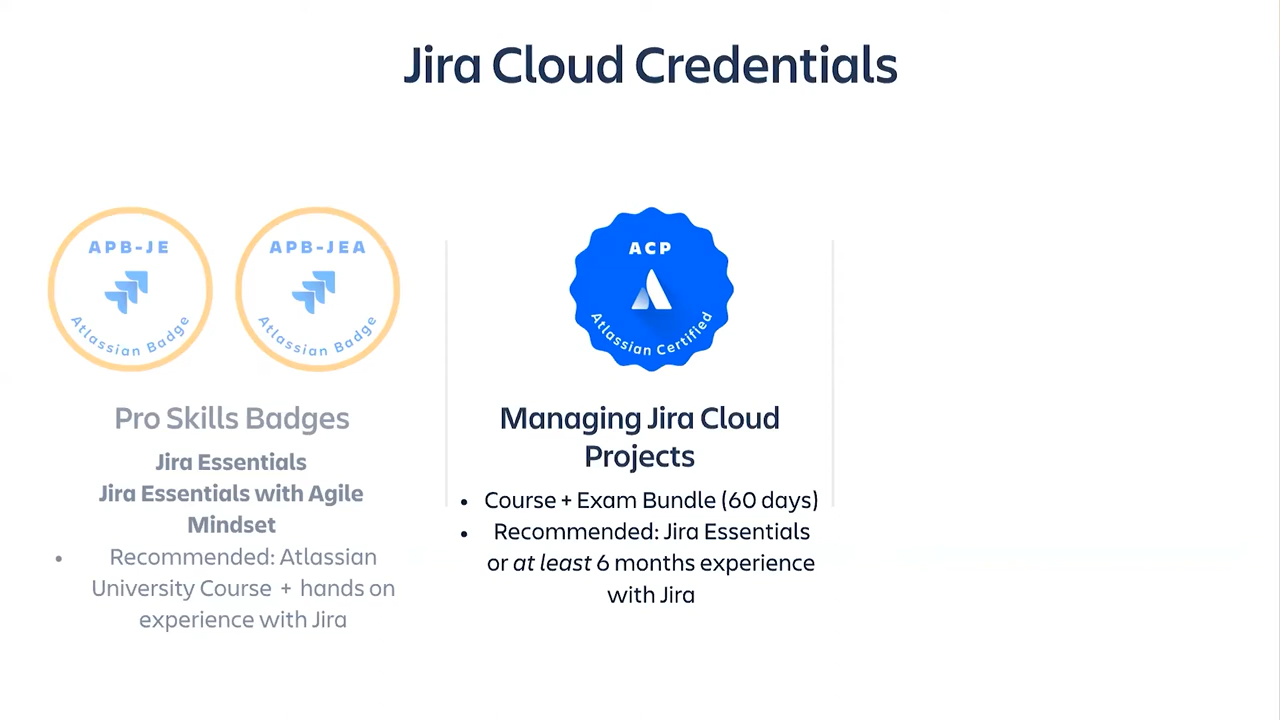 Jira Cloud Credentials
APB-JE
Atlassian Badge
APB-JEA
Atlassian Badge
Pro Skills Badges
Jira Essentials
Jira Essentials with Agile
Mindset
• Recommended: Atlassian
University Course + hands on
experience with Jira
ACP
Atlassian Certified
Managing Jira Cloud
Projects
• Course + Exam Bundle (60 days)
• Recommended: Jira Essentials
or at least 6 months experience
with Jira